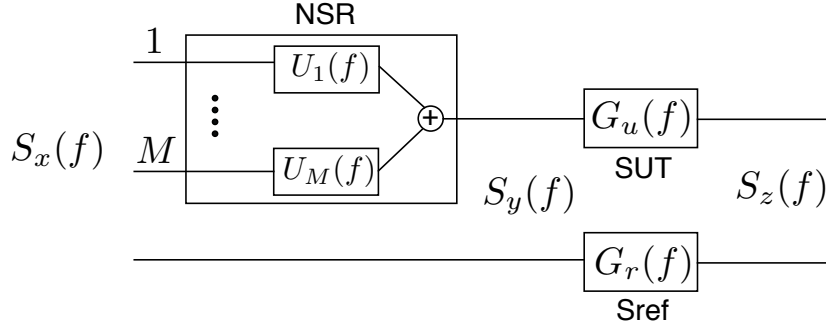 NSR
1
U_1(f)
S_x(f)
M
U_M(f)
+
G_u(f)
SUT
S_y(f)
S_z(f)
G_r(f)
Sref